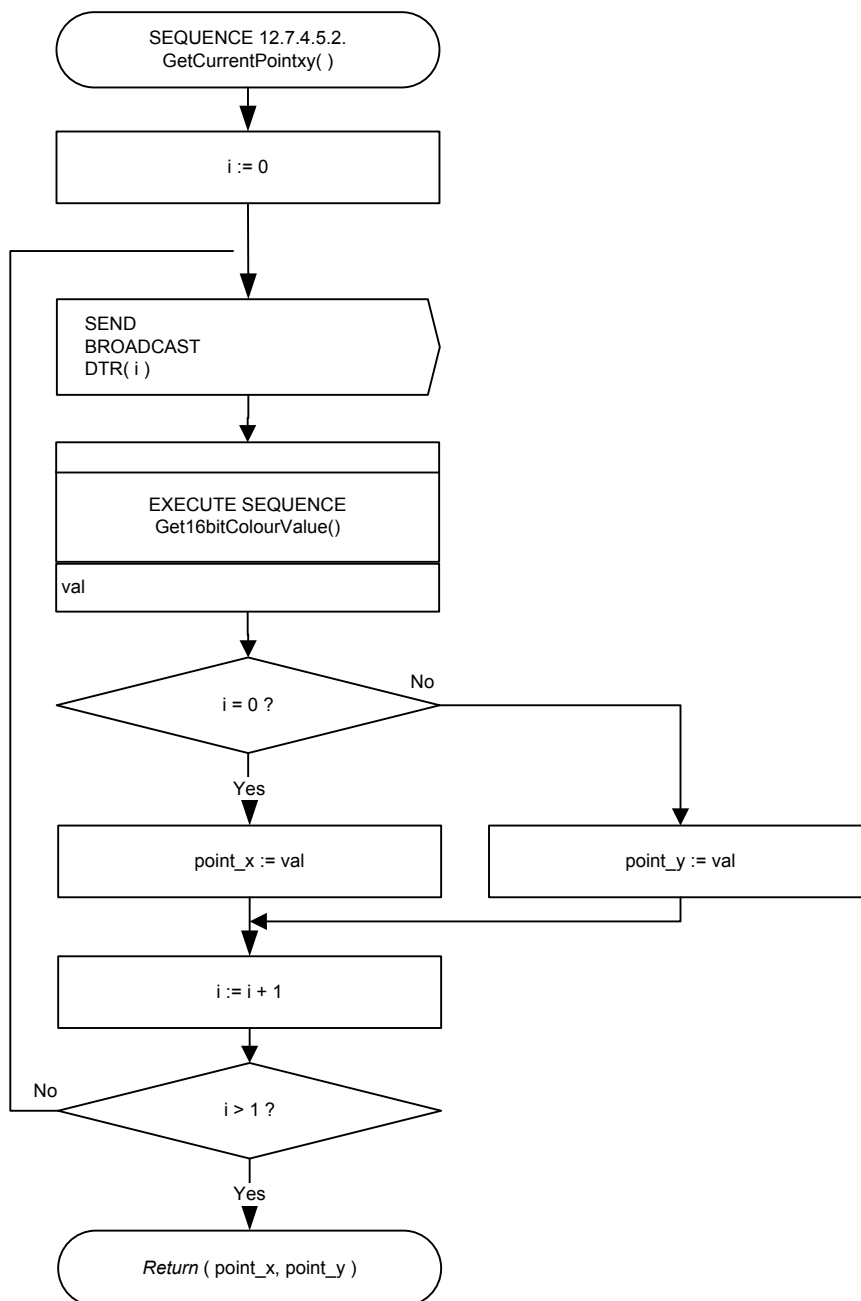 SEQUENCE 12.7.4.5.2.
GetCurrentPointxy( )
i := 0
SEND
BROADCAST
DTR( i )
EXECUTE SEQUENCE
Get16bitColourValue()
val
i = 0 ?
No
Yes
point_x := val
point_y := val
i := i + 1
No
i > 1 ?
Yes
Return ( point_x, point_y )